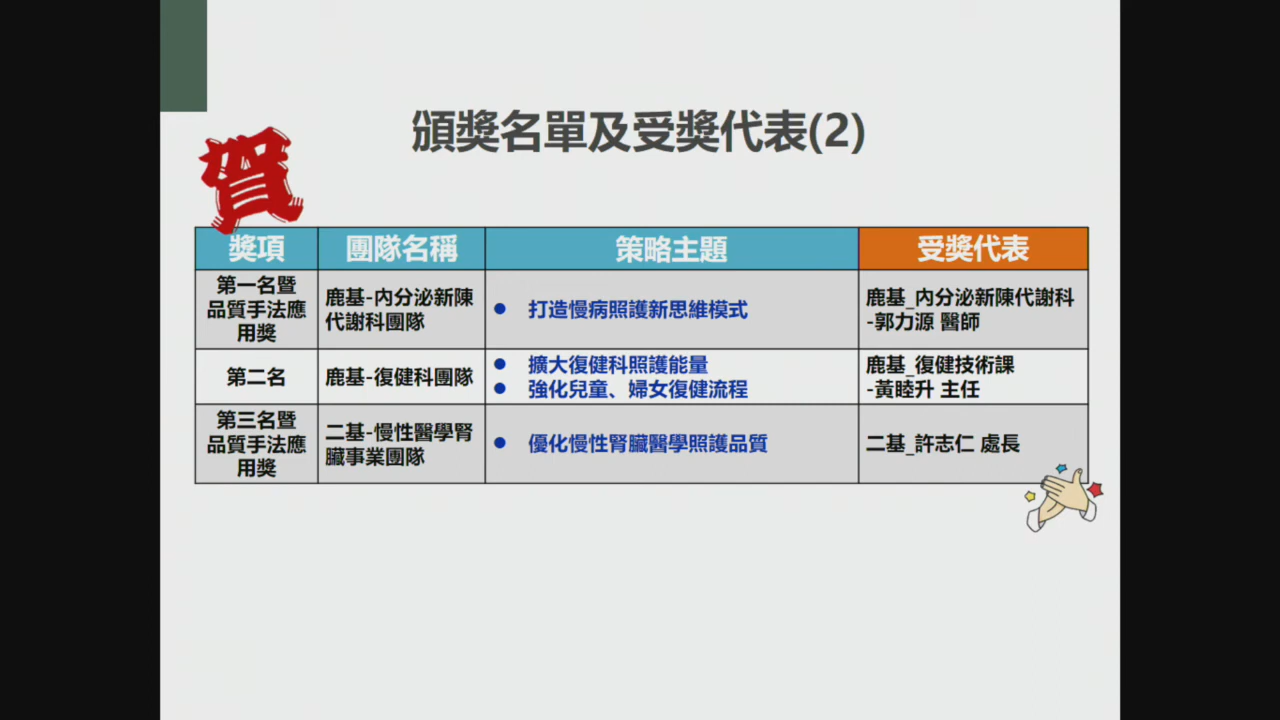 頒獎名單及受獎代表(2)
賀
獎項 團隊名稱 策略主題 受獎代表
第一名暨
品質手法應
用獎
鹿基-內分泌新陳
代謝科團隊
● 打造慢病照護新思維模式
鹿基_內分泌新陳代謝科
-郭力源 醫師
第二名
鹿基-復健科團隊
● 擴大復健科照護能量
● 強化兒童、婦女復健流程
鹿基_復健技術課
-黃睦升 主任
第三名暨
品質手法應
用獎
二基-慢性醫學腎
臟事業團隊
● 優化慢性腎臟醫學照護品質
二基_許志仁 處長